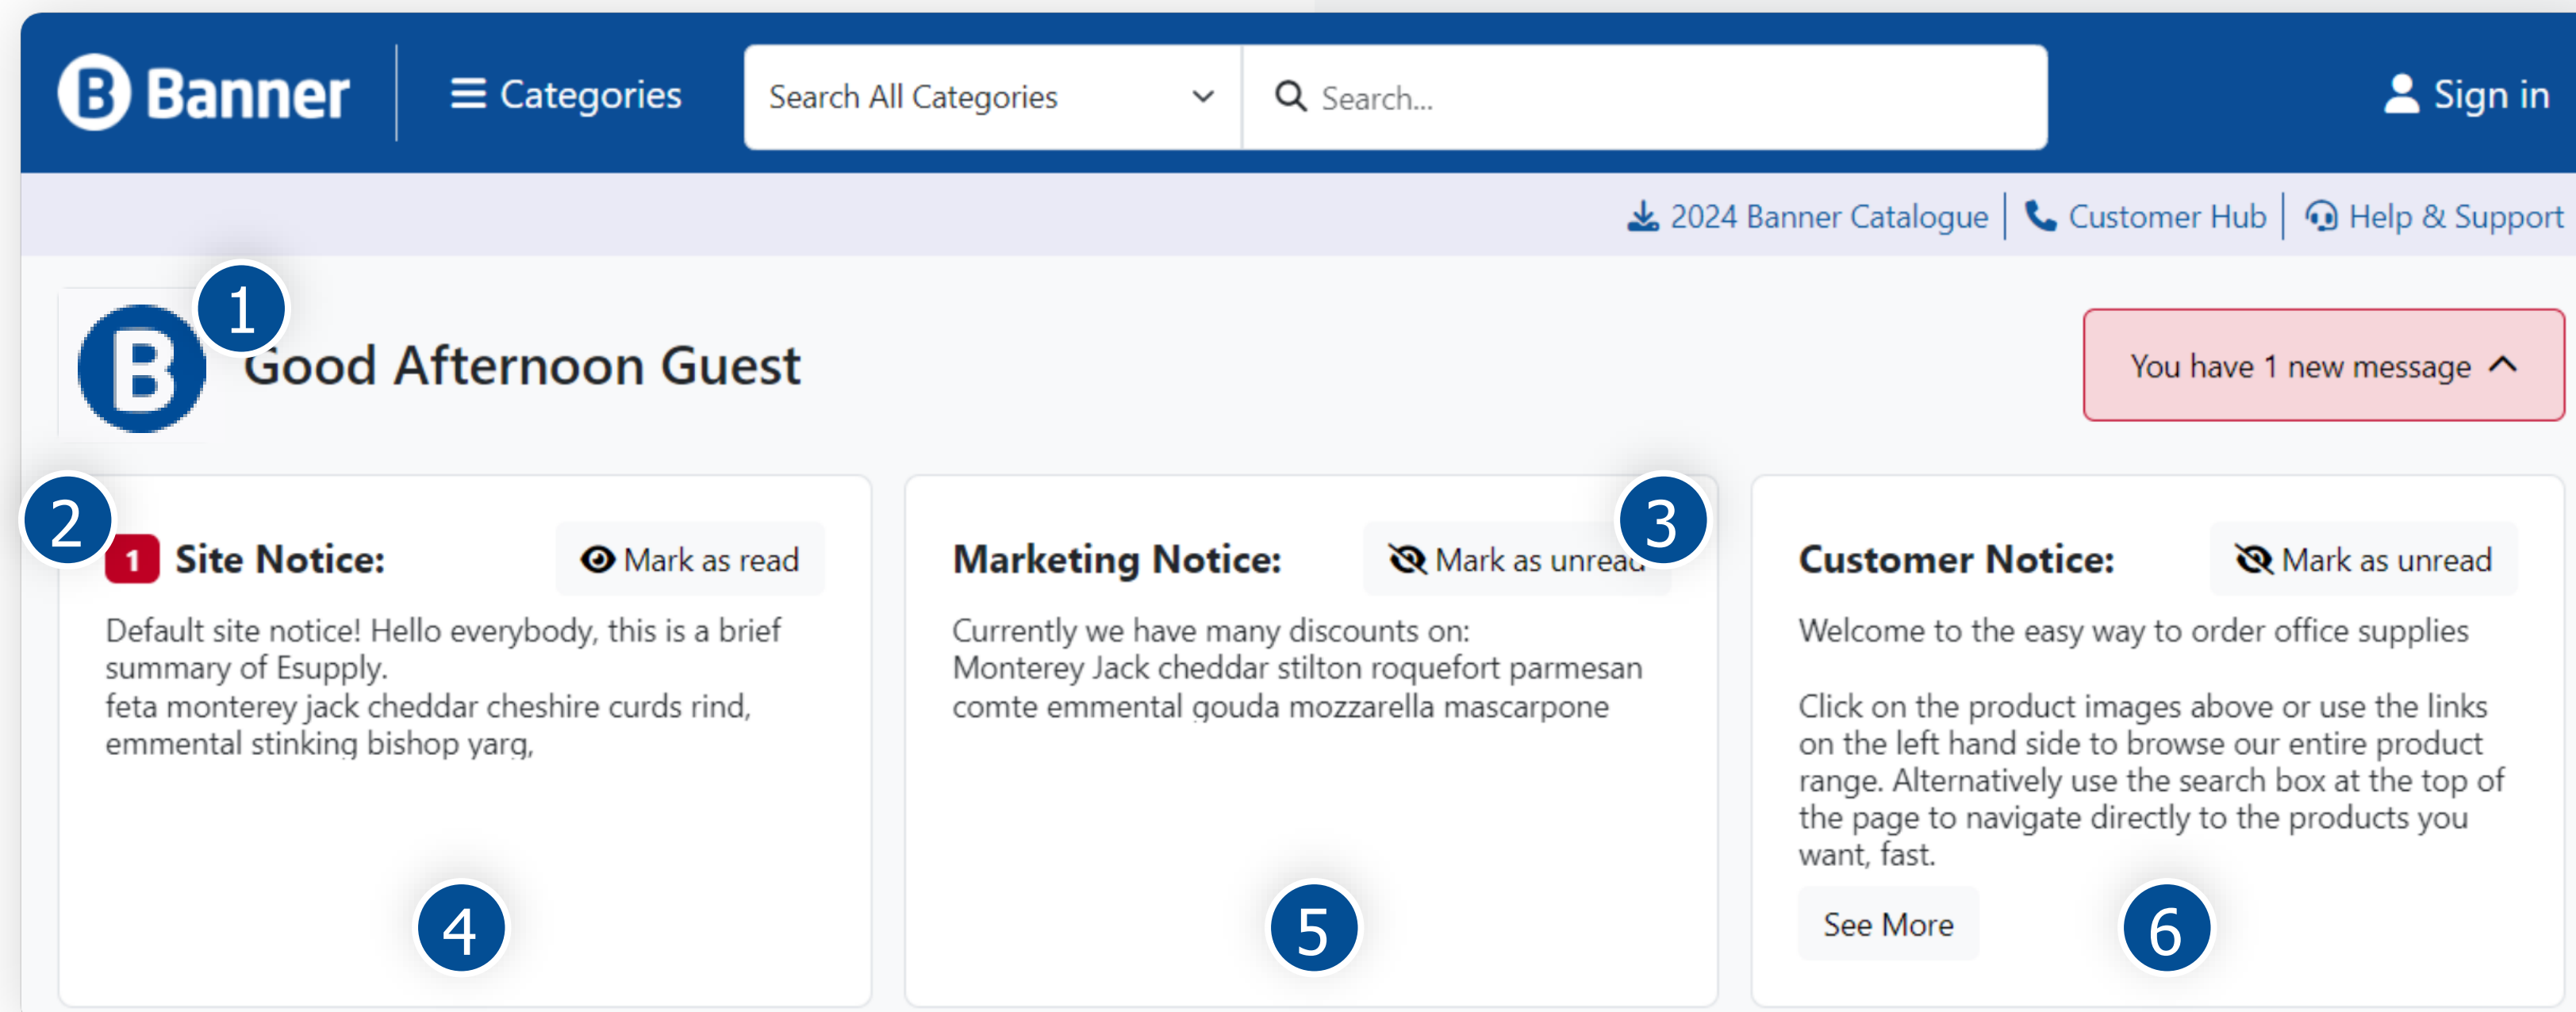 B Banner
Categories
Search All Categories
Search...
Sign in
2024 Banner Catalogue
Customer Hub
Help & Support
1
B
Good Afternoon Guest
You have 1 new message
2
1 Site Notice:
Mark as read
Default site notice! Hello everybody, this is a brief
summary of Esupply.
feta monterey jack cheddar cheshire curds rind,
emmental stinking bishop yarg,
4
3
Marketing Notice:
Mark as unread
Currently we have many discounts on:
Monterey Jack cheddar stilton roquefort parmesan
comte emmental gouda mozzarella mascarpone
5
Customer Notice:
Mark as unread
Welcome to the easy way to order office supplies
Click on the product images above or use the links
on the left hand side to browse our entire product
range. Alternatively use the search box at the top of
the page to navigate directly to the products you
want, fast.
See More
6